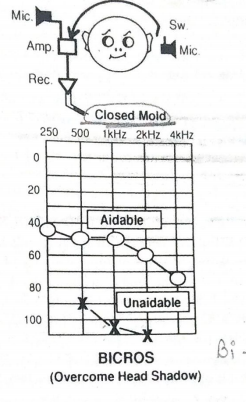 Mic.
Sw.
Amp.
Mic.
Rec.
Closed Mold
250 500 1kHz 2kHz 4kHz
0
20
40
Aidable
60
80
Unaidable
100
BICROS
(Overcome Head Shadow)
Bi -